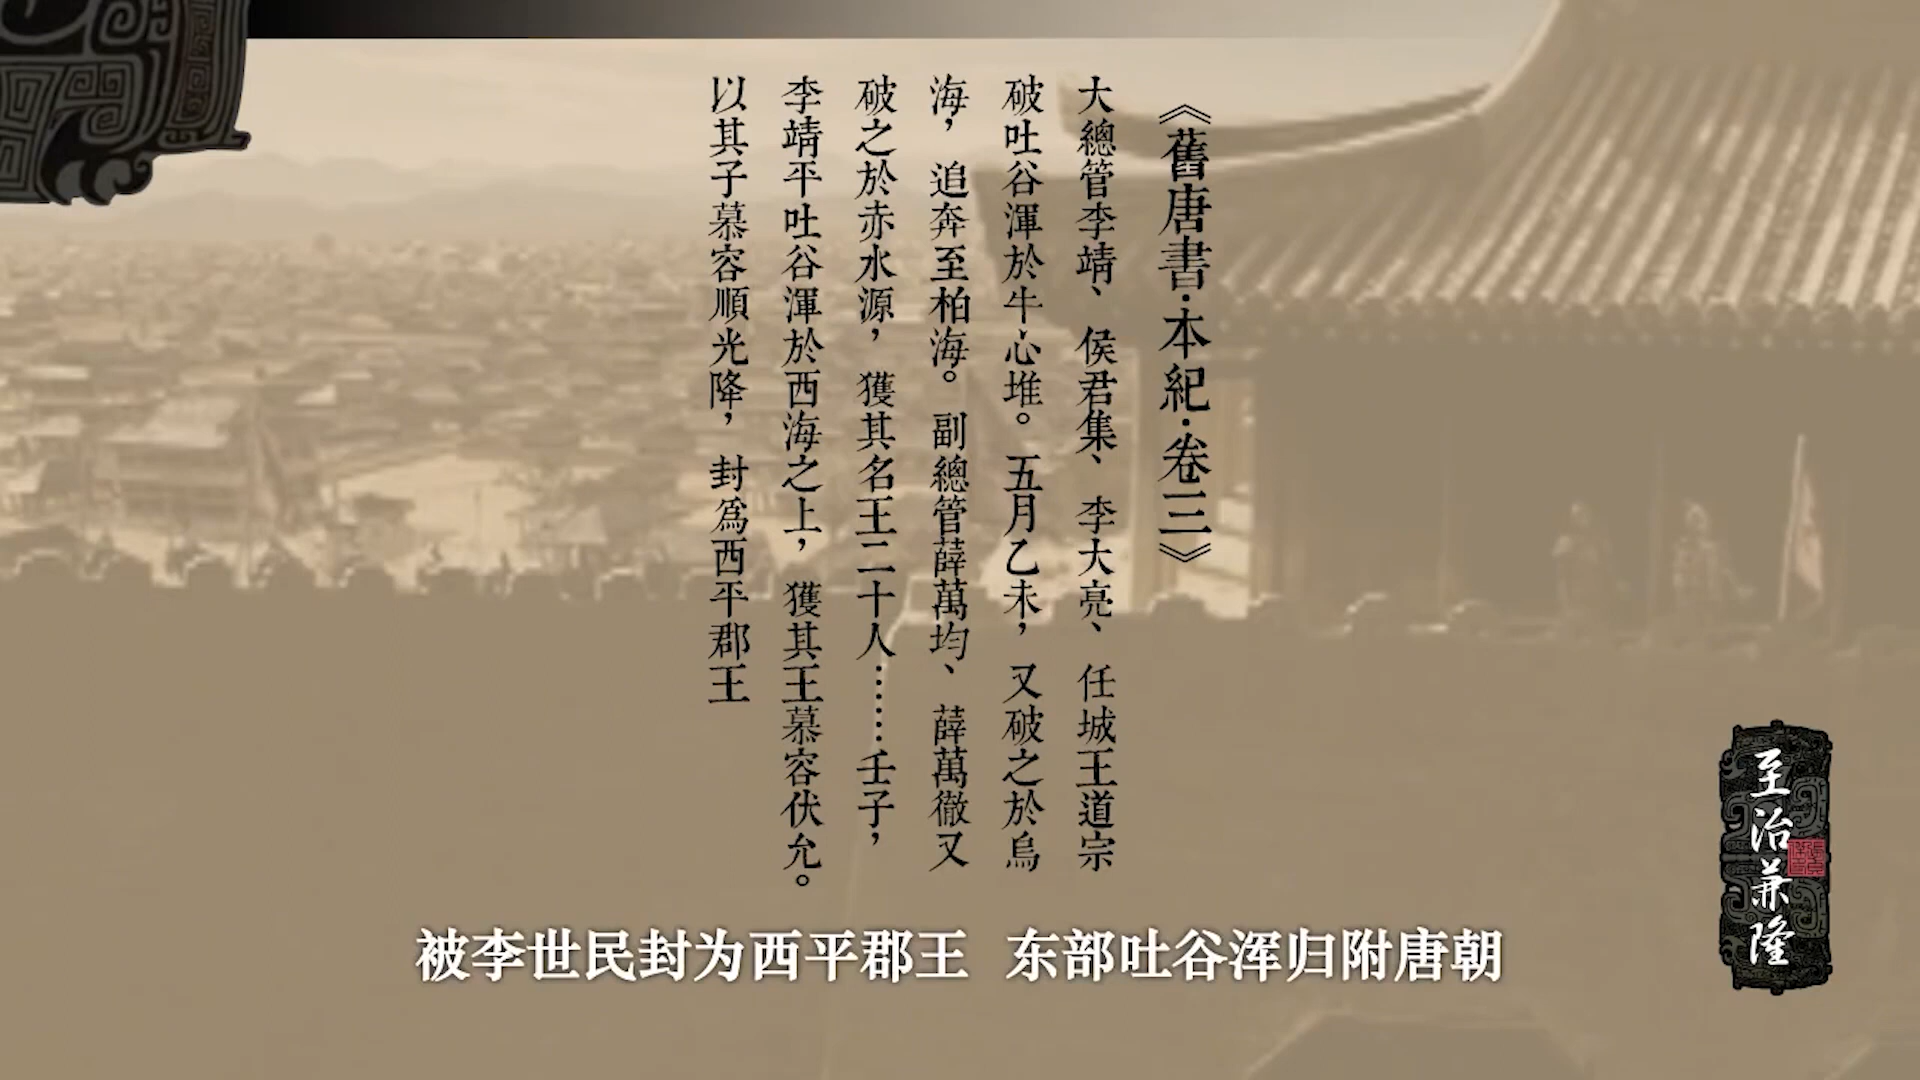 《舊唐書·本紀·卷三》
大總管李靖、侯君集、李大亮、任城王道宗
破吐谷渾於牛心堆。五月乙未，又破之於烏
海，追奔至柏海。副總管薛萬均、薛萬徹又
破之於赤水源，獲其名王二十人……壬子，
李靖平吐谷渾於西海之上，獲其王慕容伏允。
以其子慕容順光降，封爲西平郡王
至治兼隆
被李世民封为西平郡王 东部吐谷浑归附唐朝